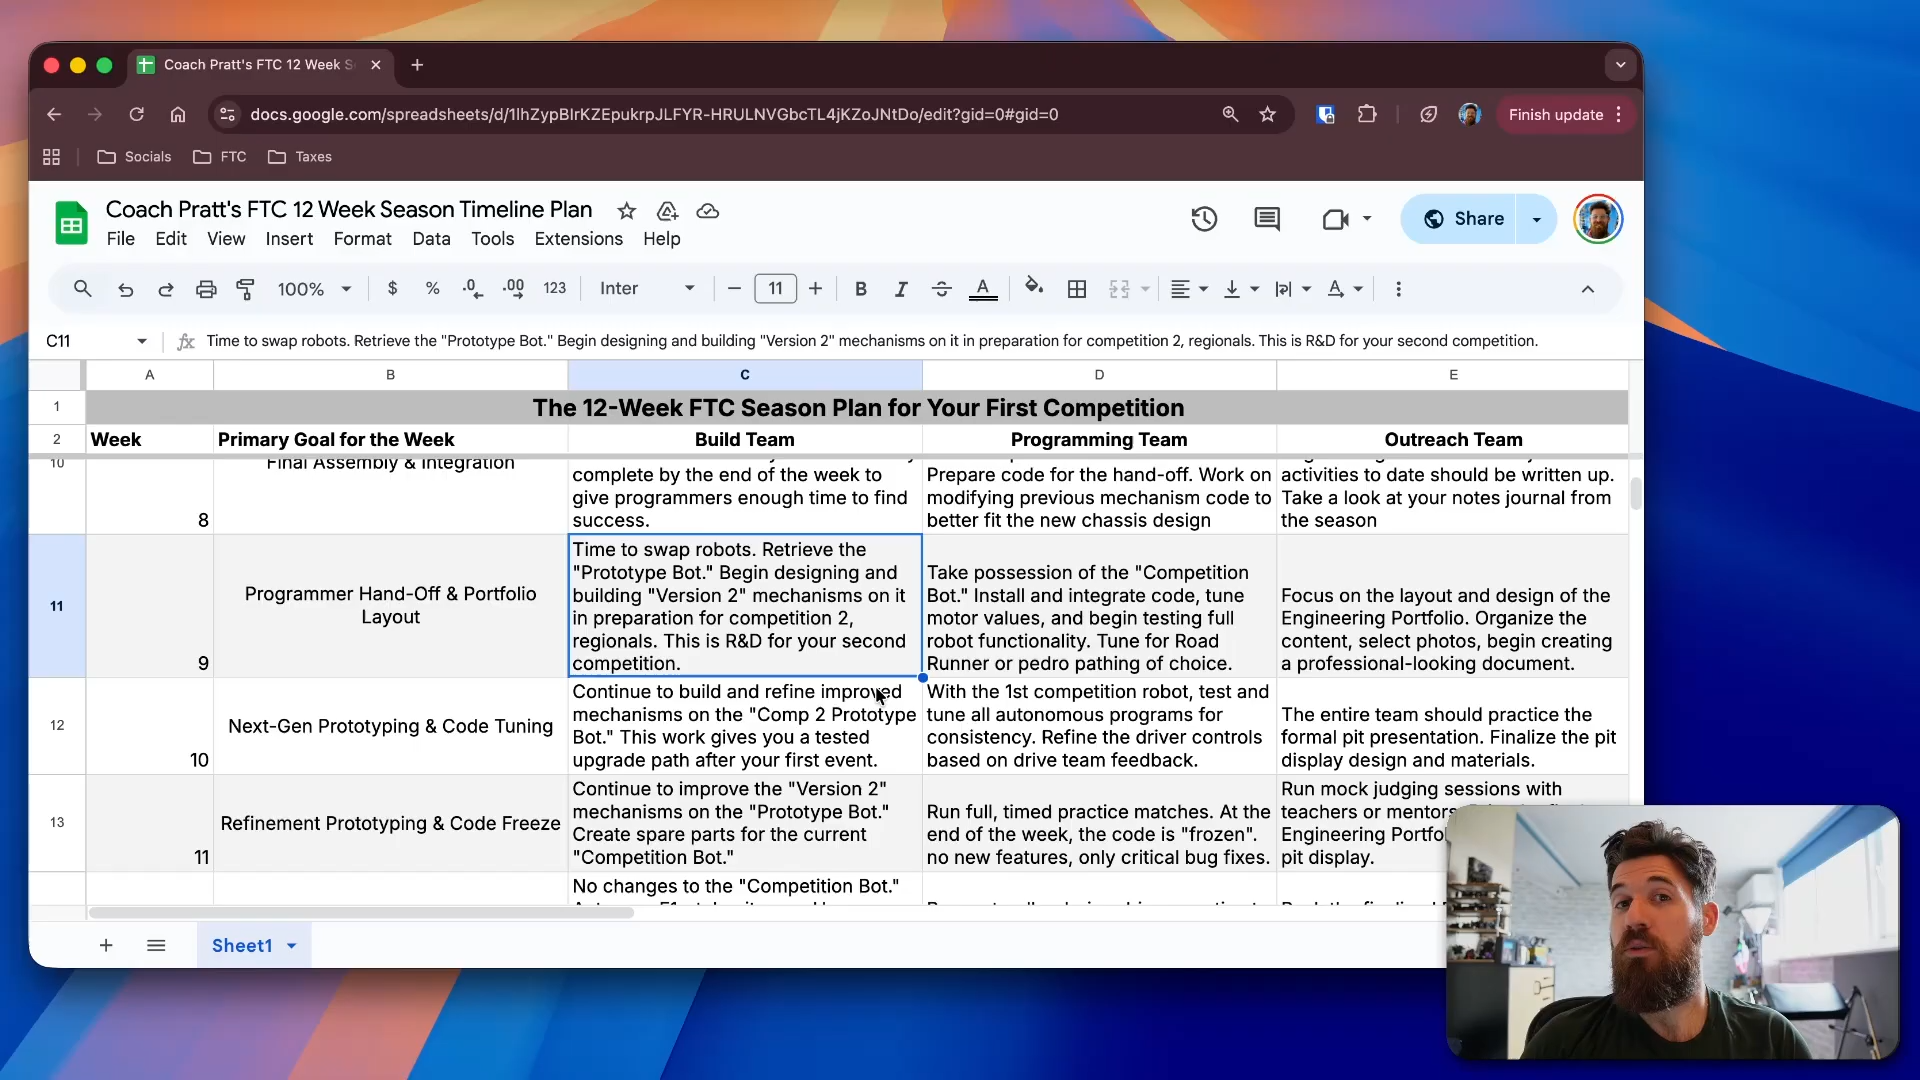 Coach Pratt's FTC 12 Week S
docs.google.com/spreadsheets/d/1lhZypBIrKZEpukrpJLFYR-HRULNVGbcTL4jKZoJNtDo/edit?gid=0#gid=0
Finish update
Socials
FTC
Taxes
Coach Pratt's FTC 12 Week Season Timeline Plan
File Edit View Insert Format Data Tools Extensions Help
Share
100%
$ % .0 .00 123
Inter
11
B I A
C11
Time to swap robots. Retrieve the "Prototype Bot." Begin designing and building "Version 2" mechanisms on it in preparation for competition 2, regionals. This is R&D for your second competition.
A B C D E
1
The 12-Week FTC Season Plan for Your First Competition
2
Week
Primary Goal for the Week
Build Team
Programming Team
Outreach Team
10
8
Final Assembly & Integration
complete by the end of the week to
give programmers enough time to find
success.
Prepare code for the hand-off. Work on
modifying previous mechanism code to
better fit the new chassis design
activities to date should be written up.
Take a look at your notes journal from
the season
11
9
Programmer Hand-Off & Portfolio
Layout
Time to swap robots. Retrieve the
"Prototype Bot." Begin designing and
building "Version 2" mechanisms on it
in preparation for competition 2,
regionals. This is R&D for your second
competition.
Take possession of the "Competition
Bot." Install and integrate code, tune
motor values, and begin testing full
robot functionality. Tune for Road
Runner or pedro pathing of choice.
Focus on the layout and design of the
Engineering Portfolio. Organize the
content, select photos, begin creating
a professional-looking document.
12
10
Next-Gen Prototyping & Code Tuning
Continue to build and refine improved
mechanisms on the "Comp 2 Prototype
Bot." This work gives you a tested
upgrade path after your first event.
With the 1st competition robot, test and
tune all autonomous programs for
consistency. Refine the driver controls
based on drive team feedback.
The entire team should practice the
formal pit presentation. Finalize the pit
display design and materials.
13
11
Refinement Prototyping & Code Freeze
Continue to improve the "Version 2"
mechanisms on the "Prototype Bot."
Create spare parts for the current
"Competition Bot."
Run full, timed practice matches. At the
end of the week, the code is "frozen".
no new features, only critical bug fixes.
Run mock judging sessions with
teachers or mentors.
Engineering Portfo
pit display.
No changes to the "Competition Bot."
Sheet1